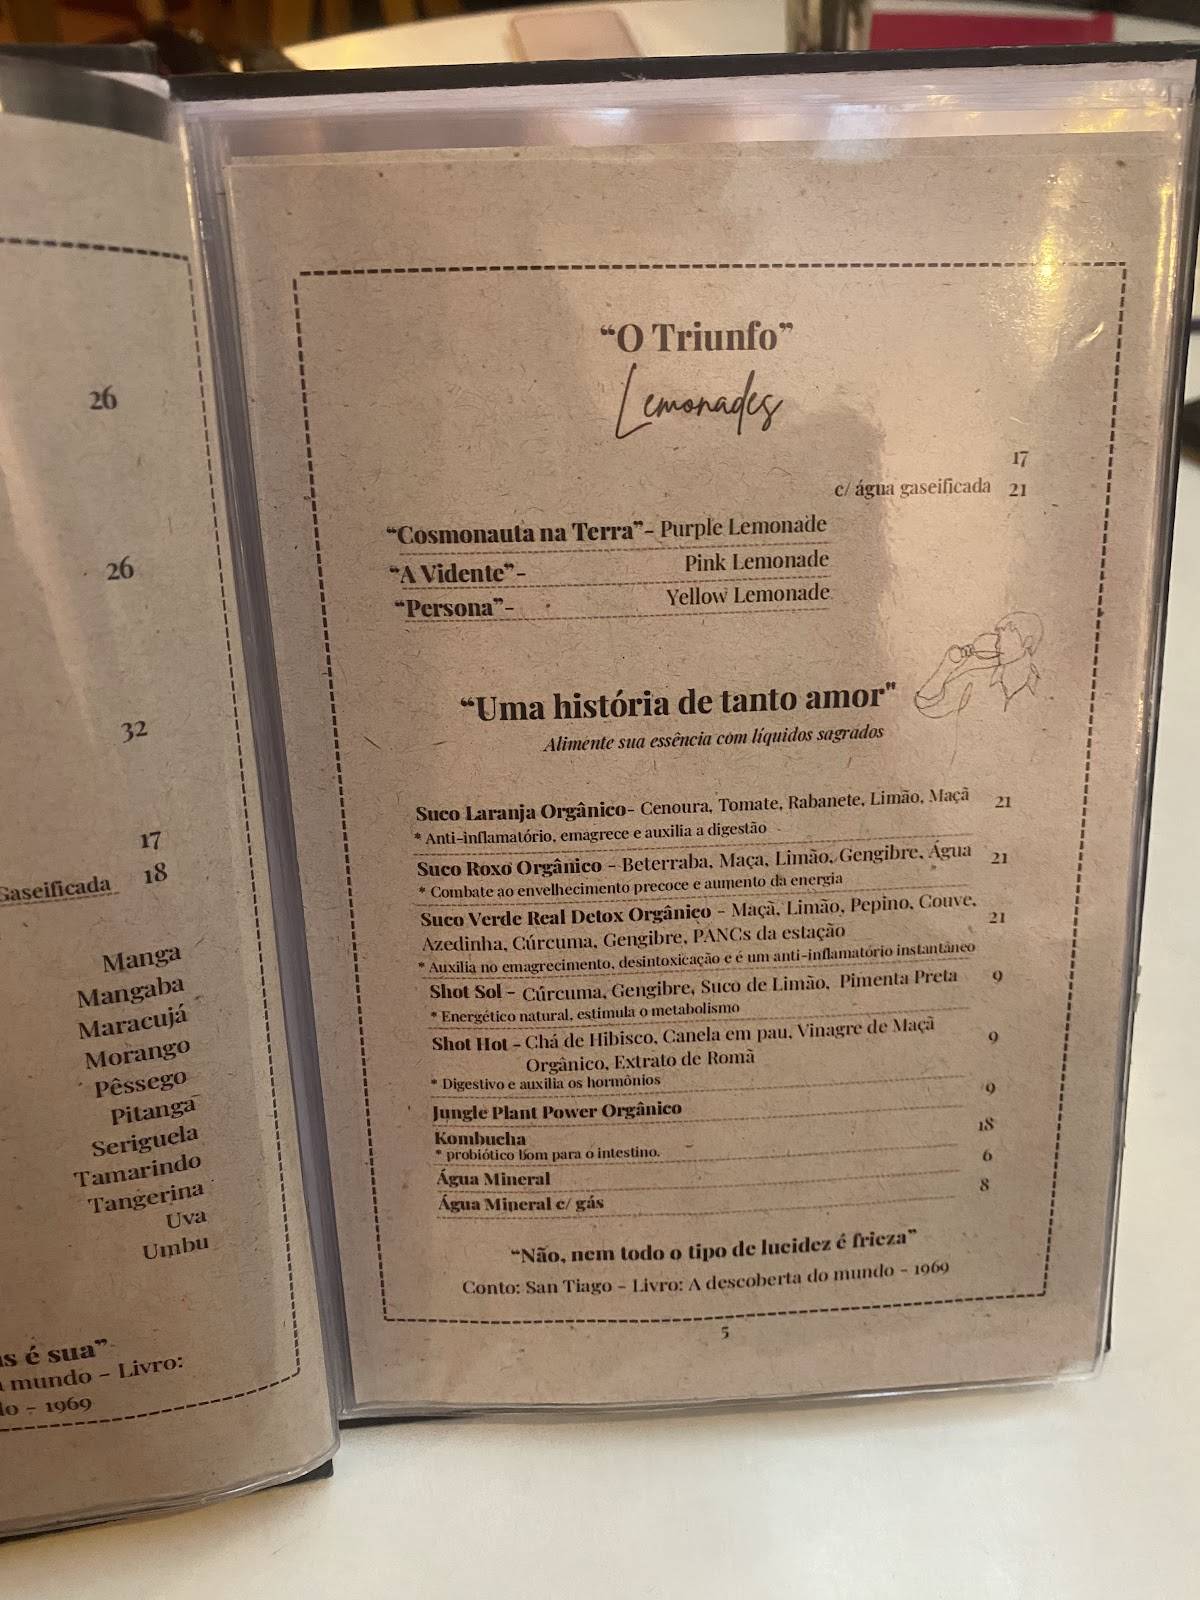 26
26
32
17
Gaseificada 18
Manga
Mangaba
Maracujá
Morango
Pêssego
Pitanga
Seriguela
Tamarindo
Tangerina
Uva
Umbu
é sua”
mundo – Livro:
– 1969
“O Triunfo”
Lemonades
17
c/ água gaseificada 21
“Cosmonauta na Terra”- Purple Lemonade
“A Vidente”- Pink Lemonade
“Persona”- Yellow Lemonade
“Uma história de tanto amor"
Alimente sua essência com líquidos sagrados
Suco Laranja Orgânico- Cenoura, Tomate, Rabanete, Limão, Maçã 21
* Anti-inflamatório, emagrece e auxilia a digestão
Suco Roxo Orgânico - Beterraba, Maça, Limão, Gengibre, Água 21
* Combate ao envelhecimento precoce e aumento da energia
Suco Verde Real Detox Orgânico - Maçã, Limão, Pepino, Couve, 21
Azedinha, Cúrcuma, Gengibre, PANCs da estação
* Auxilia no emagrecimento, desintoxicação e é um anti-inflamatório instantâneo
Shot Sol - Cúrcuma, Gengibre, Suco de Limão, Pimenta Preta 9
* Energético natural, estimula o metabolismo
Shot Hot - Chá de Hibisco, Canela em pau, Vinagre de Maçã 9
Orgânico, Extrato de Romã
* Digestivo e auxilia os hormônios
Jungle Plant Power Orgânico 9
Kombucha 18
* probiótico bom para o intestino.
Água Mineral 6
Água Mineral c/ gás 8
“Não, nem todo o tipo de lucidez é frieza”
Conto: San Tiago - Livro: A descoberta do mundo - 1969
5